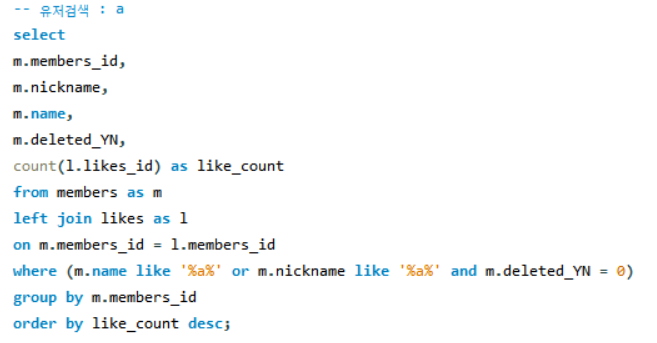 -- 유저검색 : a
select
m.members_id,
m.nickname,
m.name,
m.deleted_YN,
count(l.likes_id) as like_count
from members as m
left join likes as l
on m.members_id = l.members_id
where (m.name like '%a%' or m.nickname like '%a%' and m.deleted_YN = 0)
group by m.members_id
order by like_count desc;